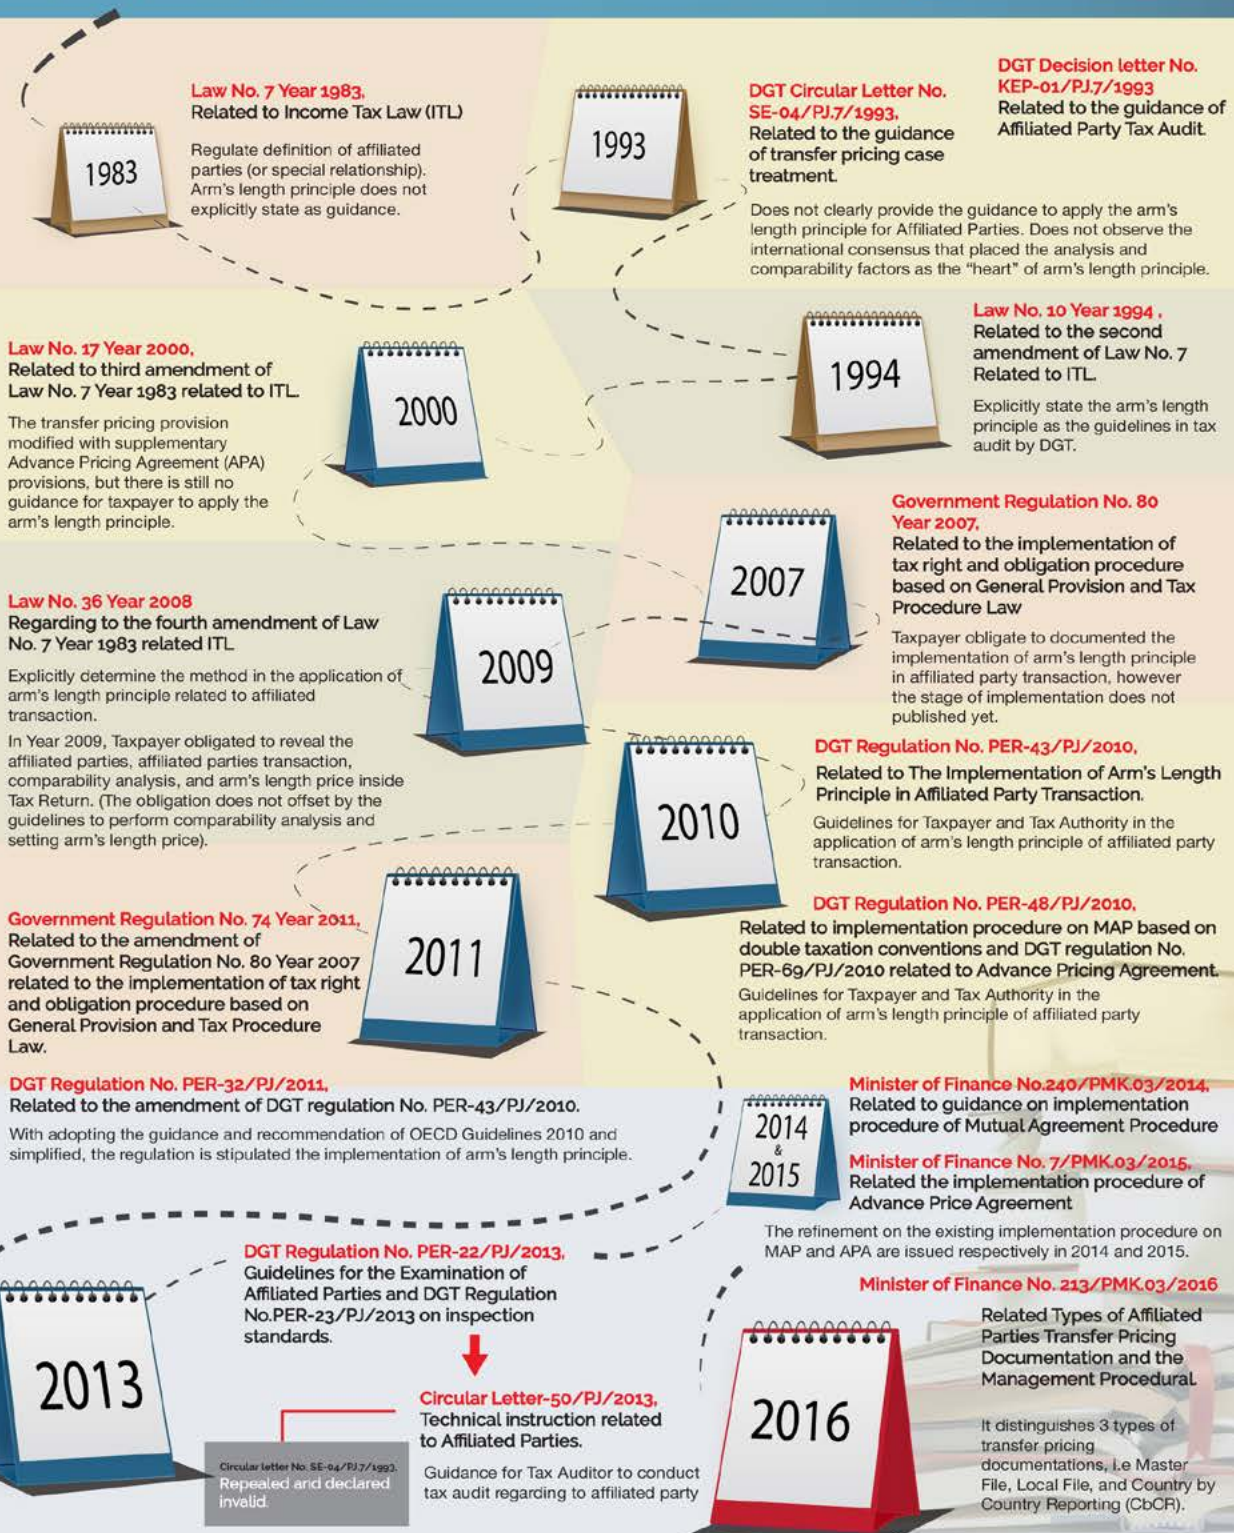 1983
Law No. 7 Year 1983,
Related to Income Tax Law (ITL)
Regulate definition of affiliated
parties (or special relationship).
Arm's length principle does not
explicitly state as guidance.
1993
DGT Circular Letter No.
SE-04/PJ.7/1993,
Related to the guidance
of transfer pricing case
treatment.
DGT Decision letter No.
KEP-01/PJ.7/1993
Related to the guidance of
Affiliated Party Tax Audit.
Does not clearly provide the guidance to apply the arm's
length principle for Affiliated Parties. Does not observe the
international consensus that placed the analysis and
comparability factors as the "heart" of arm's length principle.
1994
Law No. 10 Year 1994 ,
Related to the second
amendment of Law No. 7
Related to ITL.
Explicitly state the arm's length
principle as the guidelines in tax
audit by DGT.
Law No. 17 Year 2000,
Related to third amendment of
Law No. 7 Year 1983 related to ITL.
The transfer pricing provision
modified with supplementary
Advance Pricing Agreement (APA)
provisions, but there is still no
guidance for taxpayer to apply the
arm's length principle.
2000
2007
Government Regulation No. 80
Year 2007,
Related to the implementation of
tax right and obligation procedure
based on General Provision and Tax
Procedure Law
Taxpayer obligate to documented the
implementation of arm's length principle
in affiliated party transaction, however
the stage of implementation does not
published yet.
Law No. 36 Year 2008
Regarding to the fourth amendment of Law
No. 7 Year 1983 related ITL
Explicitly determine the method in the application of
arm's length principle related to affiliated
transaction.
In Year 2009, Taxpayer obligated to reveal the
affiliated parties, affiliated parties transaction,
comparability analysis, and arm's length price inside
Tax Return. (The obligation does not offset by the
guidelines to perform comparability analysis and
setting arm's length price).
2009
2010
DGT Regulation No. PER-43/PJ/2010,
Related to The Implementation of Arm's Length
Principle in Affiliated Party Transaction.
Guidelines for Taxpayer and Tax Authority in the
application of arm's length principle of affiliated party
transaction.
DGT Regulation No. PER-48/PJ/2010,
Related to implementation procedure on MAP based on
double taxation conventions and DGT regulation No.
PER-69/PJ/2010 related to Advance Pricing Agreement.
Guidelines for Taxpayer and Tax Authority in the
application of arm's length principle of affiliated party
transaction.
Government Regulation No. 74 Year 2011,
Related to the amendment of
Government Regulation No. 80 Year 2007
related to the implementation of tax right
and obligation procedure based on
General Provision and Tax Procedure
Law.
2011
DGT Regulation No. PER-32/PJ/2011,
Related to the amendment of DGT regulation No. PER-43/PJ/2010.
With adopting the guidance and recommendation of OECD Guidelines 2010 and
simplified, the regulation is stipulated the implementation of arm's length principle.
2014
&
2015
Minister of Finance No.240/PMK.03/2014,
Related to guidance on implementation
procedure of Mutual Agreement Procedure
Minister of Finance No. 7/PMK.03/2015,
Related the implementation procedure of
Advance Price Agreement
The refinement on the existing implementation procedure on
MAP and APA are issued respectively in 2014 and 2015.
2013
DGT Regulation No. PER-22/PJ/2013,
Guidelines for the Examination of
Affiliated Parties and DGT Regulation
No.PER-23/PJ/2013 on inspection
standards.
Circular Letter-50/PJ/2013,
Technical instruction related
to Affiliated Parties.
Guidance for Tax Auditor to conduct
tax audit regarding to affiliated party
Circular letter No. SE-04/PJ.7/1993.
Repealed and declared
invalid.
2016
Minister of Finance No. 213/PMK.03/2016
Related Types of Affiliated
Parties Transfer Pricing
Documentation and the
Management Procedural.
It distinguishes 3 types of
transfer pricing
documentations, i.e Master
File, Local File, and Country by
Country Reporting (CbCR).